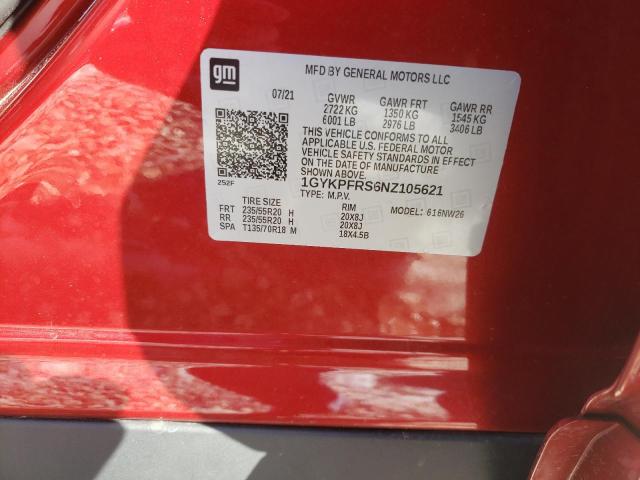 gm
MFD BY GENERAL MOTORS LLC
07/21 GVWR GAWR FRT GAWR RR
2722 KG 1350 KG 1545 KG
6001 LB 2976 LB 3406 LB
THIS VEHICLE CONFORMS TO ALL
APPLICABLE U.S. FEDERAL MOTOR
VEHICLE SAFETY STANDARDS IN EFFECT
ON THE DATE OF MANUFACTURE
SHOWN ABOVE.
252F 1GYKPFRS6NZ105621
TYPE: M.P.V.
TIRE SIZE RIM MODEL: 616NW26
FRT 235/55R20 H 20X8J
RR 235/55R20 H 20X8J
SPA T135/70R18 M 18X4.5B